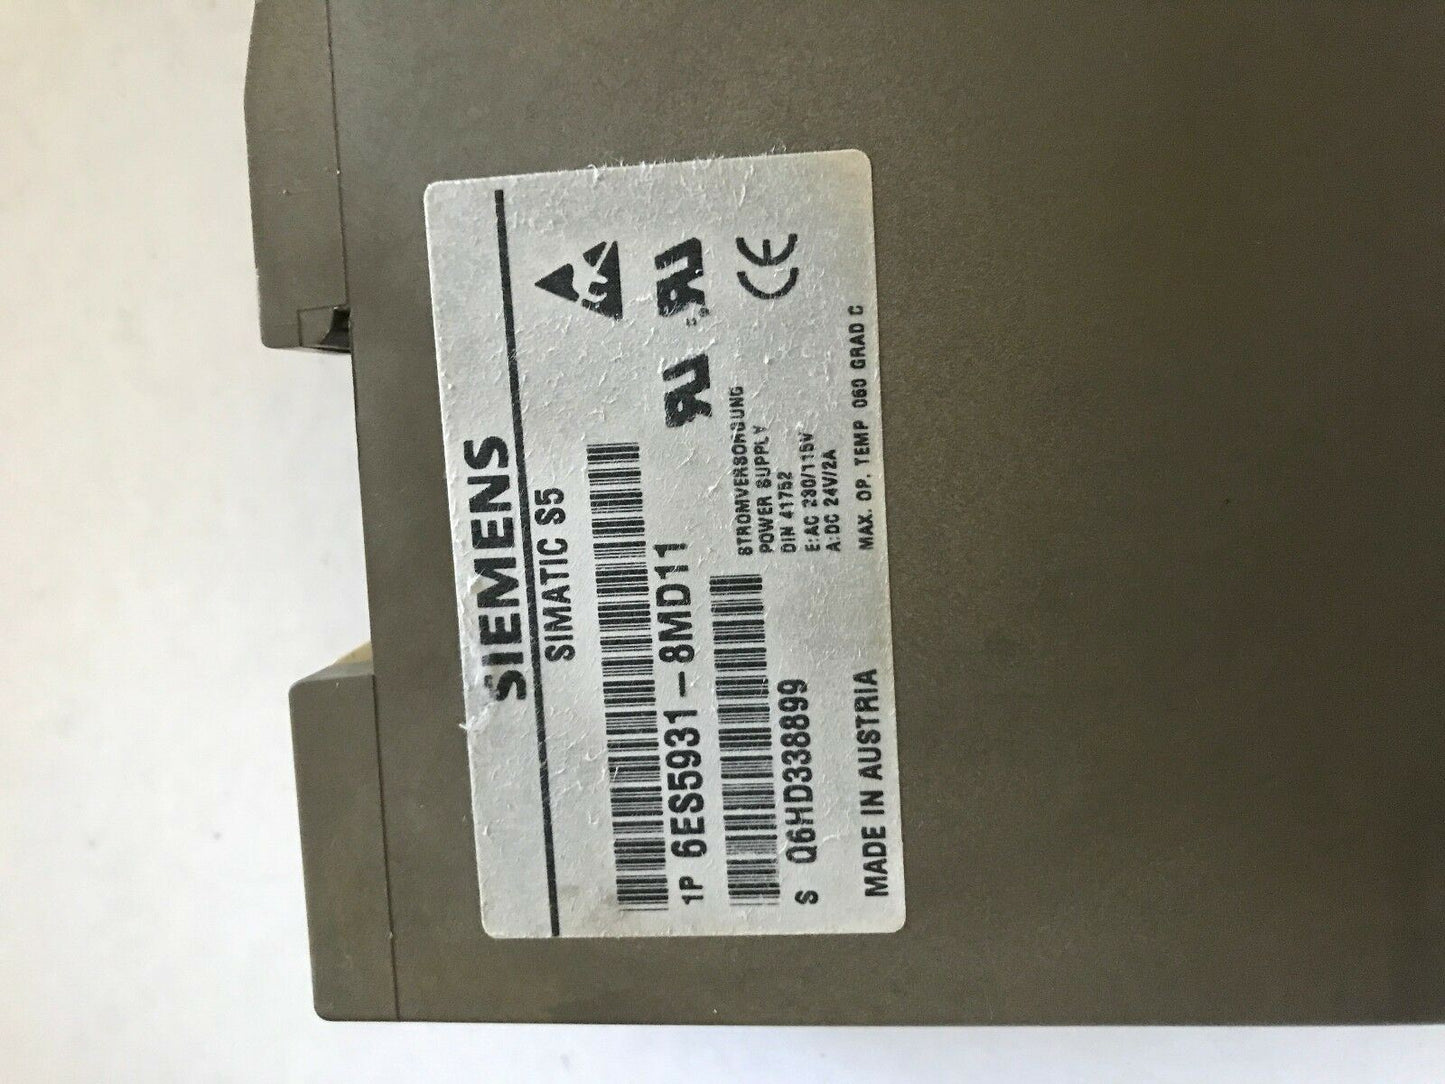 SIEMENS
SIMATIC S5
1P 6ES5931-8MD11
S Q6HD338899
MADE IN AUSTRIA
STROMVERSORGUNG
POWER SUPPLY
DIN 41752
E:AC 230/115V
A:DC 24V/2A
MAX. OP. TEMP 060 GRAD C
CE